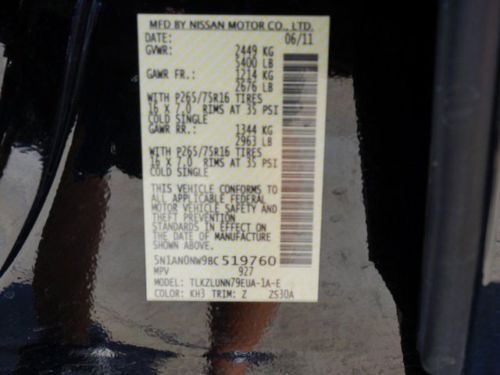 MFD BY NISSAN MOTOR CO., LTD.
DATE: 06/11
GVWR: 2449 KG
5400 LB
GAWR FR.: 1214 KG
2676 LB
WITH P265/75R16 TIRES
16 X 7.0 RIMS AT 35 PSI
COLD SINGLE
GAWR RR.: 1344 KG
2963 LB
WITH P265/75R16 TIRES
16 X 7.0 RIMS AT 35 PSI
COLD SINGLE
THIS VEHICLE CONFORMS TO
ALL APPLICABLE FEDERAL
MOTOR VEHICLE SAFETY AND
THEFT PREVENTION
STANDARDS IN EFFECT ON
THE DATE OF MANUFACTURE
SHOWN ABOVE.
5N1AN0NW9BC519760
MPV 927
MODEL: TLKZLUNN79EUA-1A-E
COLOR: KH3 TRIM: Z ZS30A